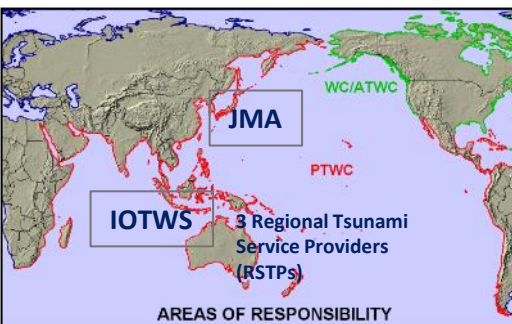 WC/ATWC
JMA
PTWC
IOTWS
3 Regional Tsunami
Service Providers
(RSTPs)
AREAS OF RESPONSIBILITY